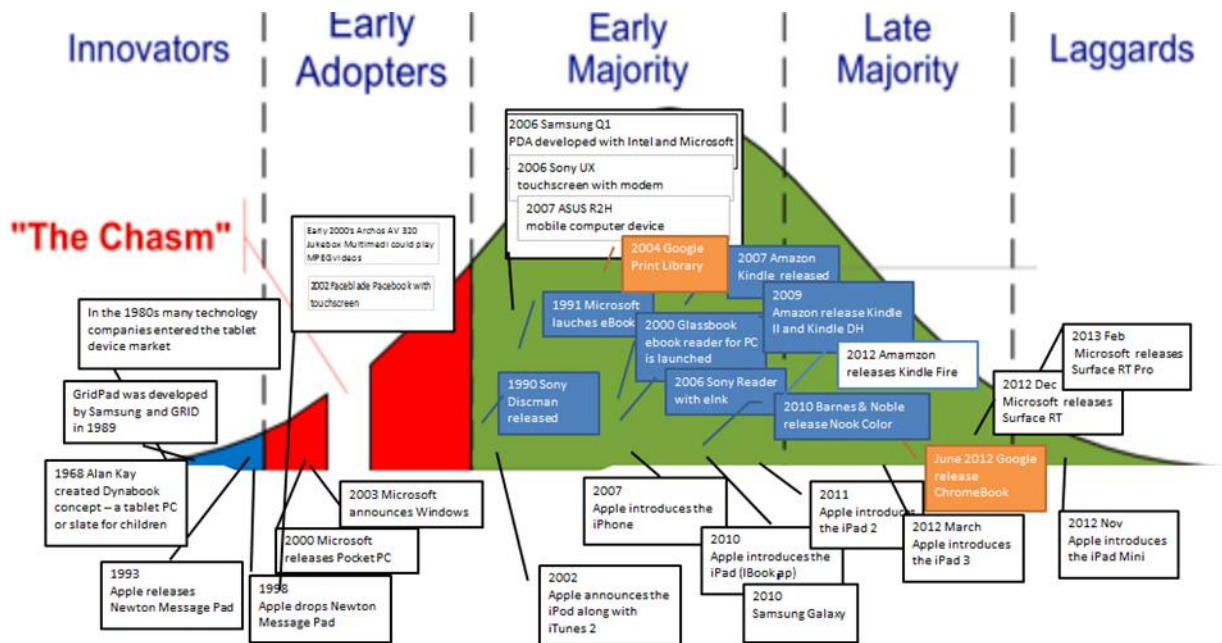 Innovators
Early
Adopters
Early
Majority
Late
Majority
Laggards
"The Chasm"
2006 Samsung Q1
PDA developed with Intel and Microsoft
2006 Sony UX
touchscreen with modem
2007 ASUS R2H
mobile computer device
Early 2000's Archos AV 320
Jukebox Multimedi I could play
MPEG videos
2002 Faceblade Pacebook with
touchscreen
2004 Google
Print Library
2007 Amazon
Kindle released
1991 Microsoft
lauches eBook
2000 Glassbook
ebook reader for PC
is launched
2009
Amazon release Kindle
II and Kindle DH
2012 Amamzon
releases Kindle Fire
1990 Sony
Discman
released
2006 Sony Reader
with eInk
2010 Barnes & Noble
release Nook Color
June 2012 Google
release
ChromeBook
2013 Feb
Microsoft releases
Surface RT Pro
2012 Dec
Microsoft releases
Surface RT
In the 1980s many technology
companies entered the tablet
device market
GridPad was developed
by Samsung and GRID
in 1989
1968 Alan Kay
created Dynabook
concept – a tablet PC
or slate for children
1993
Apple releases
Newton Message Pad
1998
Apple drops Newton
Message Pad
2000 Microsoft
releases Pocket PC
2003 Microsoft
announces Windows
2002
Apple announces the
iPod along with
iTunes 2
2007
Apple introduces the
iPhone
2010
Apple introduces the
iPad (IBook ap)
2010
Samsung Galaxy
2011
Apple introduces
the iPad 2
2012 March
Apple introduces
the iPad 3
2012 Nov
Apple introduces
the iPad Mini